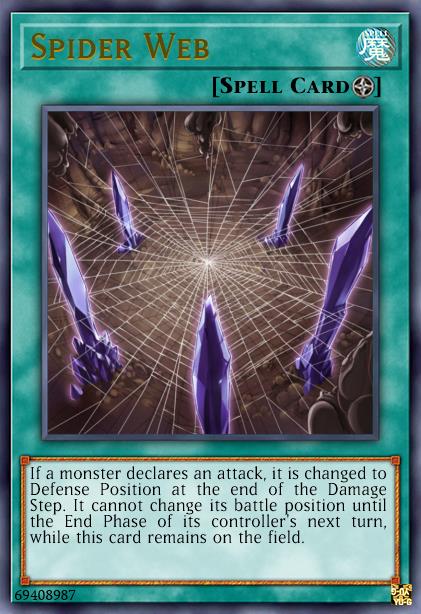 Spider Web
SPELL
魔
[Spell Card]
If a monster declares an attack, it is changed to
Defense Position at the end of the Damage
Step. It cannot change its battle position until
the End Phase of its controller's next turn,
while this card remains on the field.
69408987